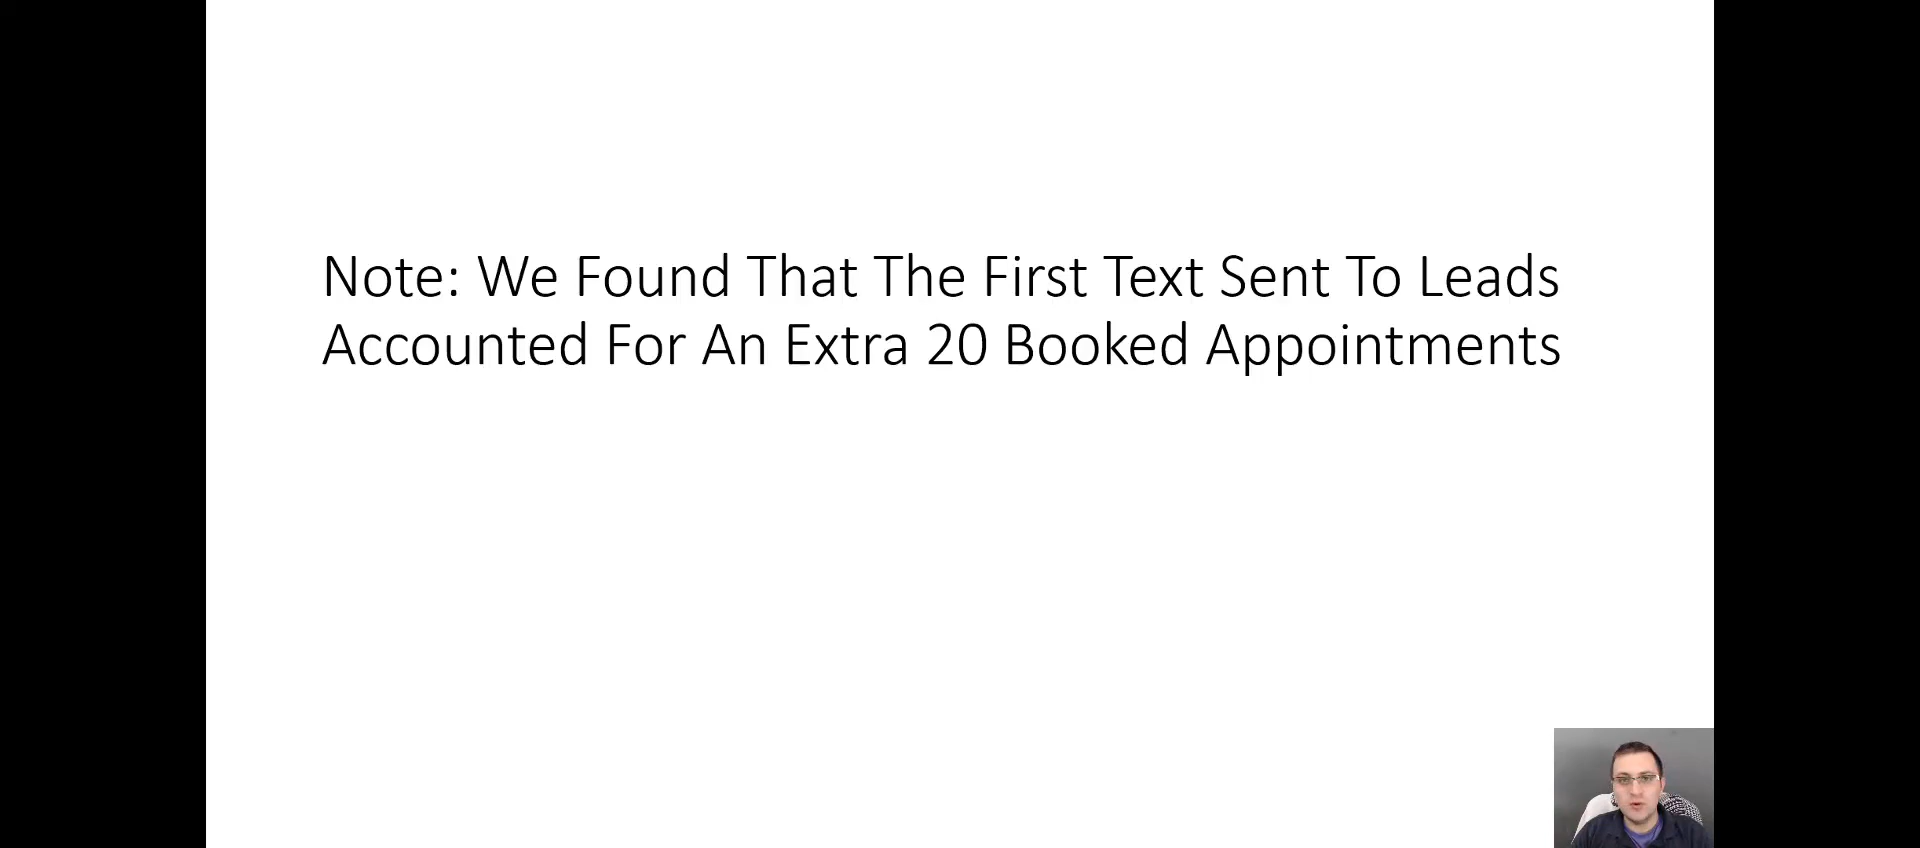 Note: We Found That The First Text Sent To Leads
Accounted For An Extra 20 Booked Appointments